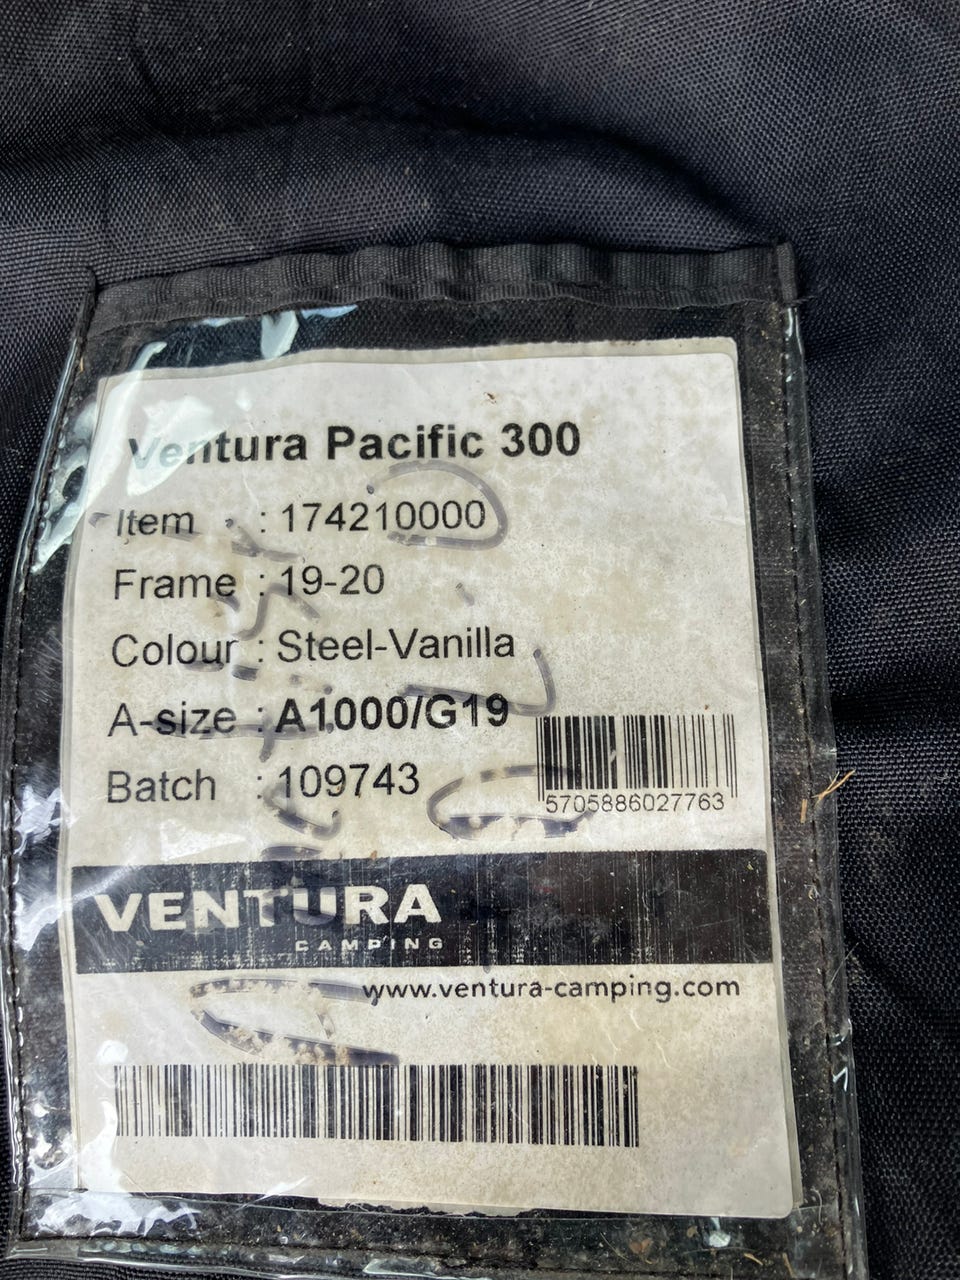 Ventura Pacific 300
Item : 174210000
Frame : 19-20
Colour : Steel-Vanilla
A-size : A1000/G19
Batch : 109743
5705886027763
VENTURA
CAMPING
www.ventura-camping.com